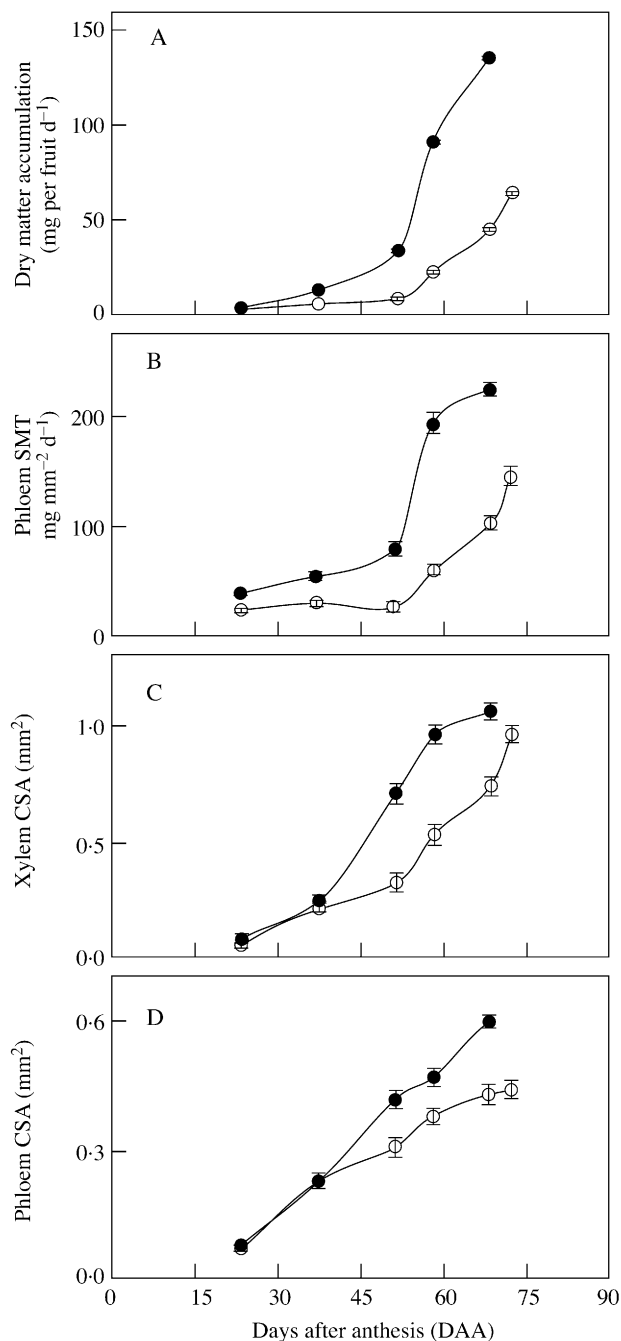 A
150
100
50
0
Dry matter accumulation
(mg per fruit d⁻¹)
B
200
100
0
Phloem SMT
mg mm⁻² d⁻¹)
C
1·0
0·5
0·0
Xylem CSA (mm²)
D
0·6
0·3
0·0
Phloem CSA (mm²)
0 15 30 45 60 75 90
Days after anthesis (DAA)